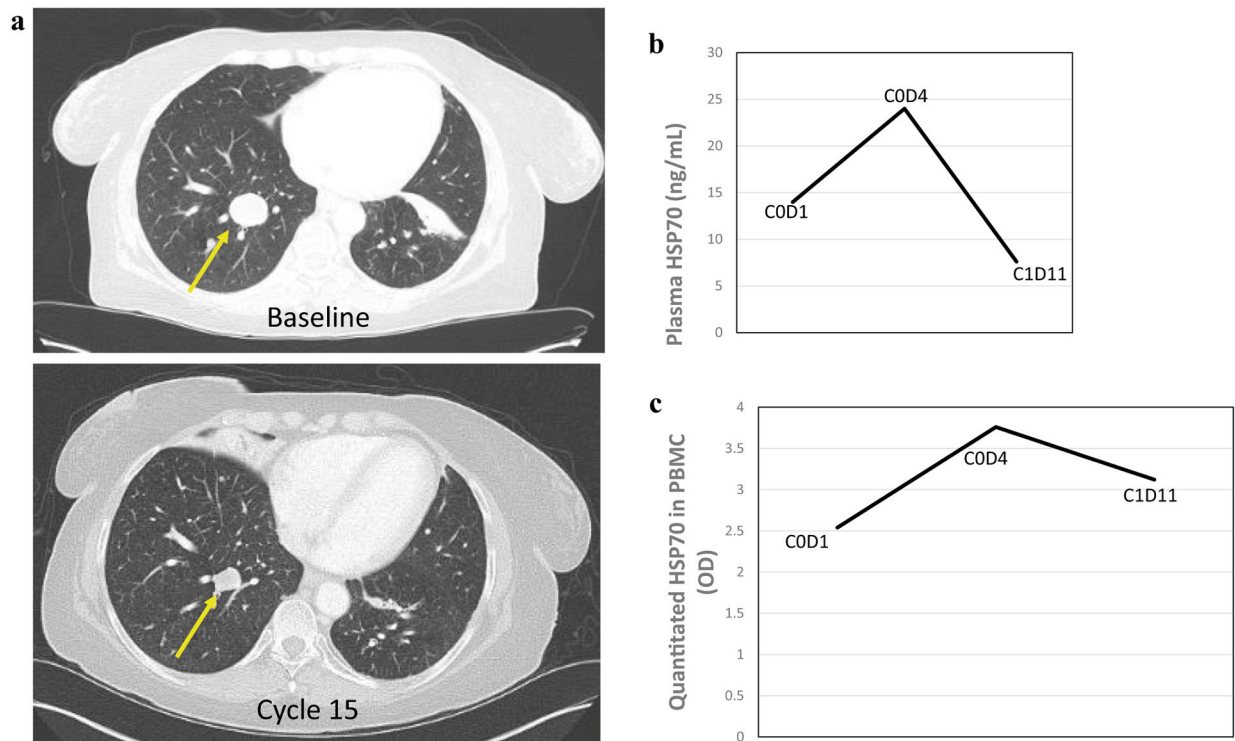 a
Baseline
Cycle 15
b
Plasma HSP70 (ng/mL)
30
25
20
15
10
5
0
C0D1
C0D4
C1D11
c
Quantitated HSP70 in PBMC
(OD)
4
3.5
3
2.5
2
1.5
1
0.5
0
C0D1
C0D4
C1D11